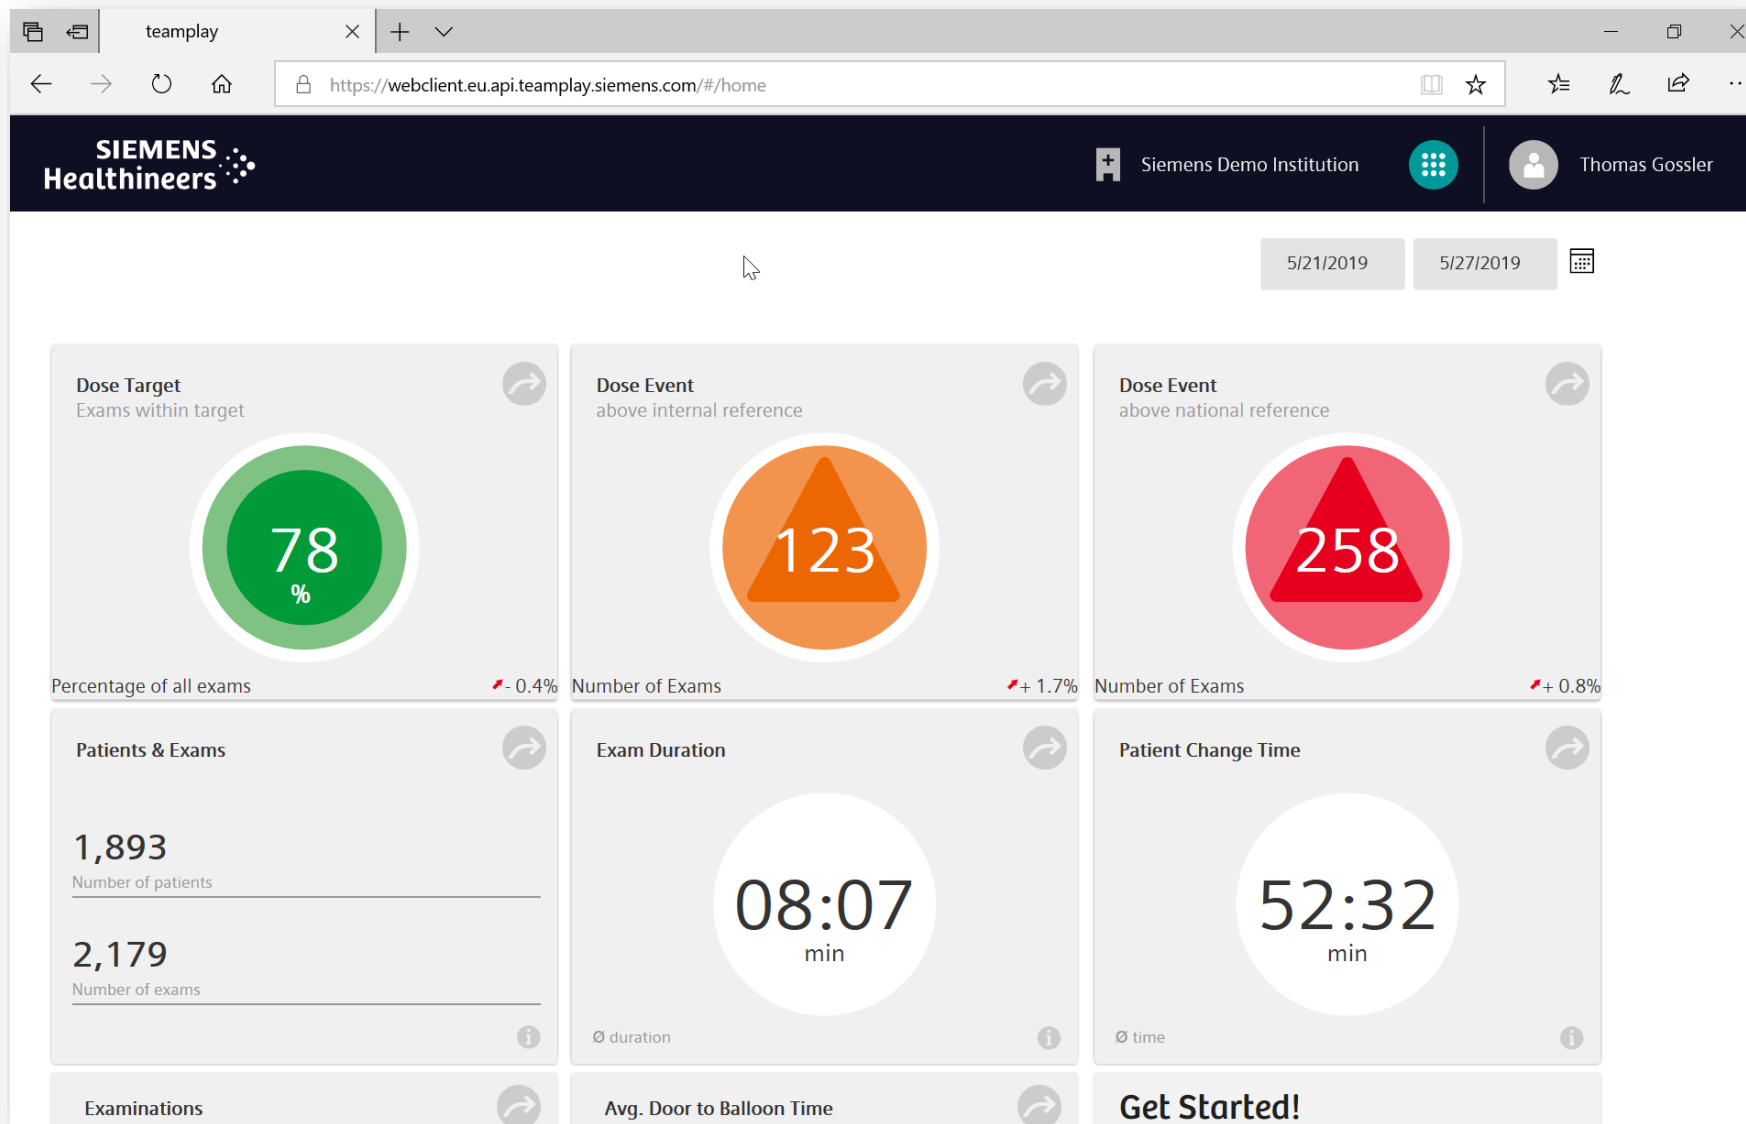 teamplay
https://webclient.eu.api.teamplay.siemens.com/#/home
SIEMENS
Healthineers
Siemens Demo Institution
Thomas Gossler
5/21/2019
5/27/2019
Dose Target
Exams within target
78
%
Percentage of all exams
- 0.4%
Dose Event
above internal reference
123
Number of Exams
+ 1.7%
Dose Event
above national reference
258
Number of Exams
+ 0.8%
Patients & Exams
1,893
Number of patients
2,179
Number of exams
Exam Duration
08:07
min
Ø duration
Patient Change Time
52:32
min
Ø time
Examinations
Avg. Door to Balloon Time
Get Started!